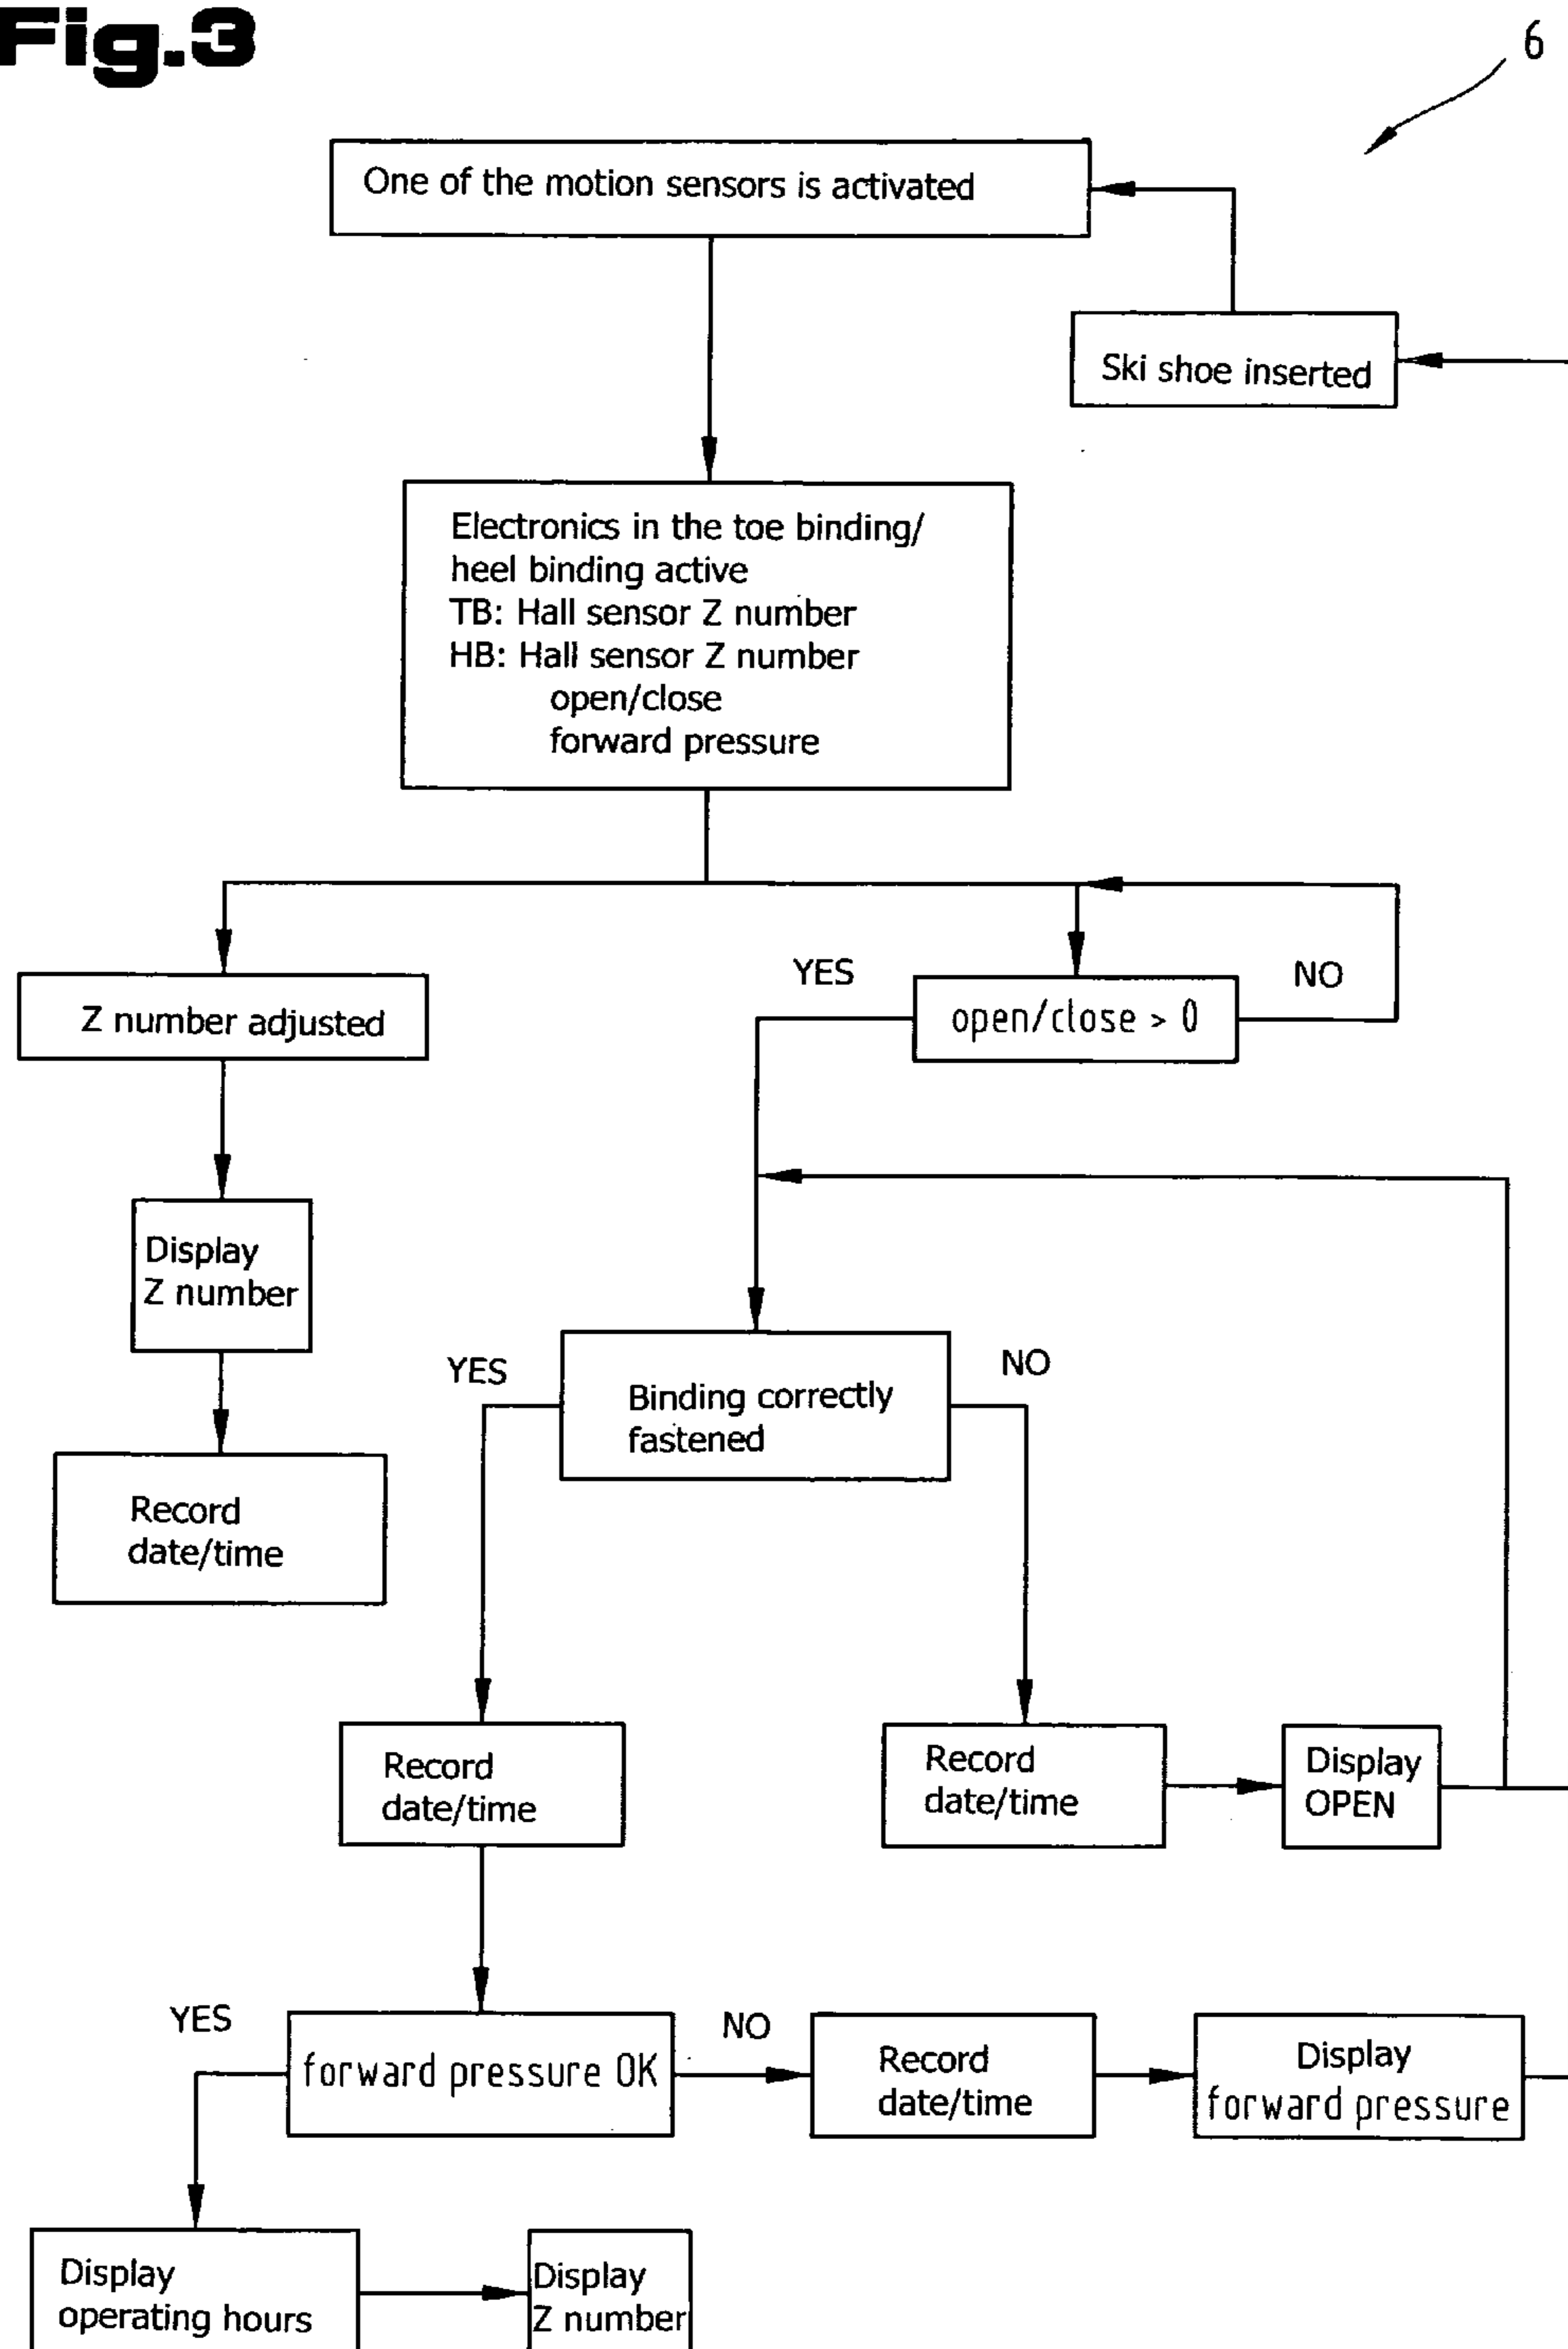 Fig.3
6
One of the motion sensors is activated
Ski shoe inserted
Electronics in the toe binding/
heel binding active
TB: Hall sensor Z number
HB: Hall sensor Z number
open/close
forward pressure
Z number adjusted
YES
open/close > 0
NO
Display
Z number
Record
date/time
YES
Binding correctly
fastened
NO
Record
date/time
Record
date/time
Display
OPEN
YES
forward pressure OK
NO
Record
date/time
Display
forward pressure
Display
operating hours
Display
Z number